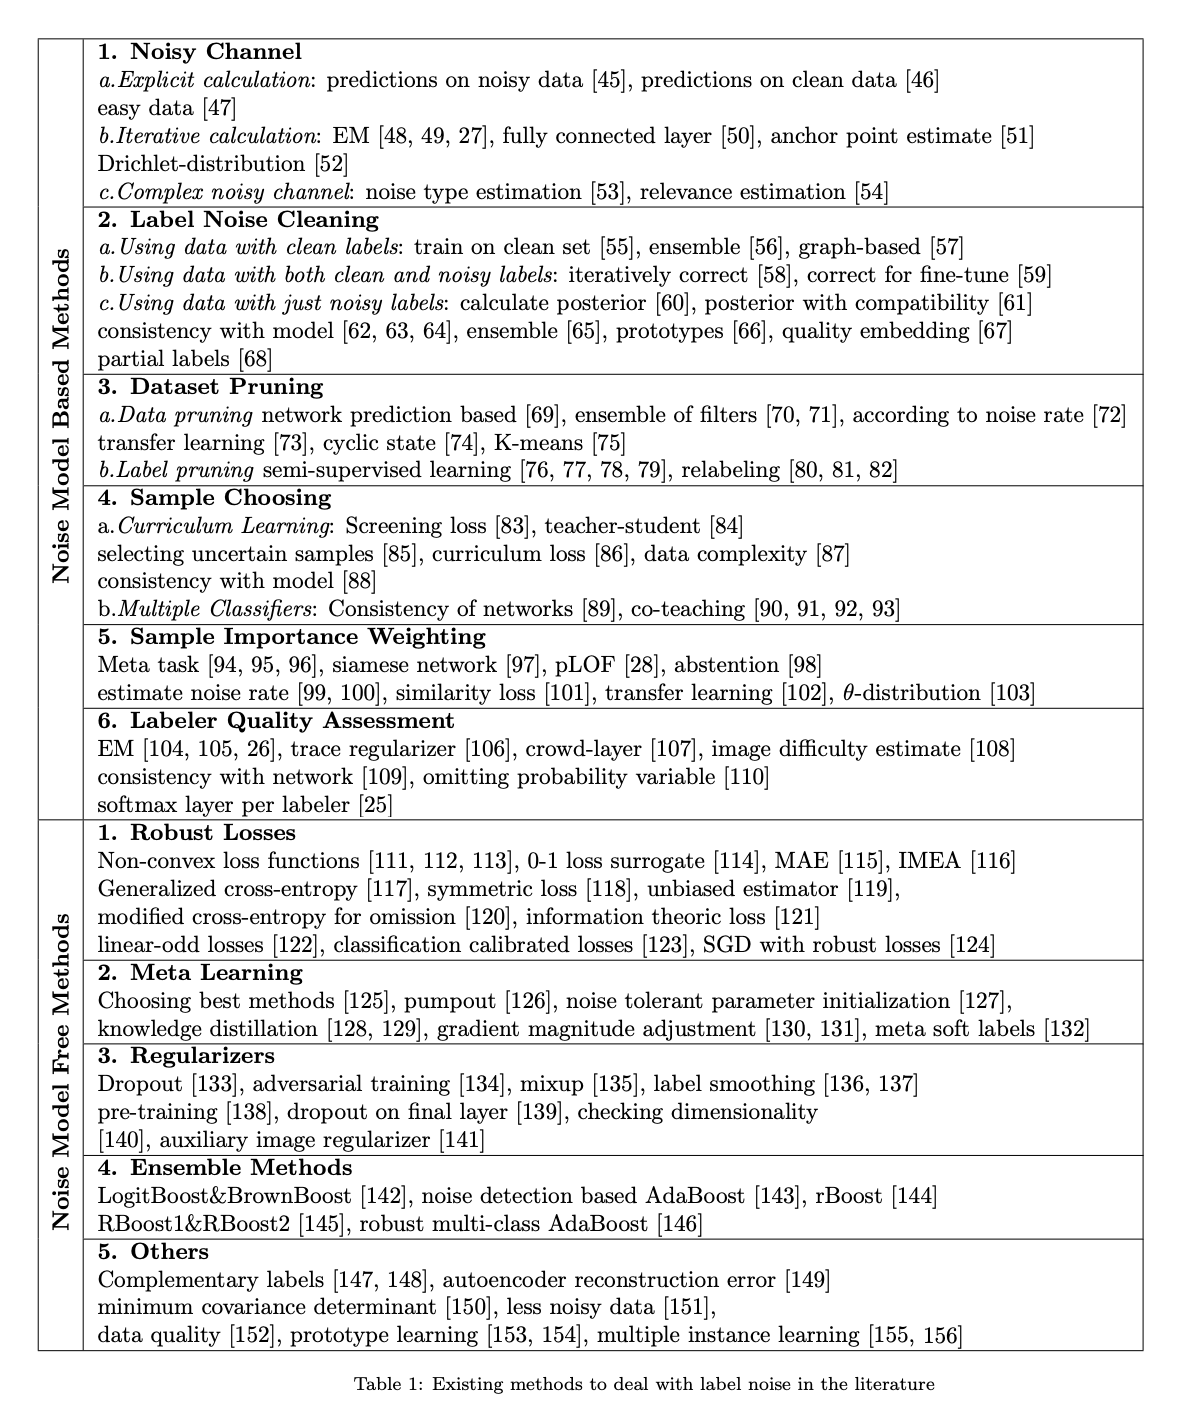 Noise Model Based Methods
1. Noisy Channel
a.Explicit calculation: predictions on noisy data [45], predictions on clean data [46]
easy data [47]
b.Iterative calculation: EM [48, 49, 27], fully connected layer [50], anchor point estimate [51]
Drichlet-distribution [52]
c.Complex noisy channel: noise type estimation [53], relevance estimation [54]
2. Label Noise Cleaning
a.Using data with clean labels: train on clean set [55], ensemble [56], graph-based [57]
b.Using data with both clean and noisy labels: iteratively correct [58], correct for fine-tune [59]
c.Using data with just noisy labels: calculate posterior [60], posterior with compatibility [61]
consistency with model [62, 63, 64], ensemble [65], prototypes [66], quality embedding [67]
partial labels [68]
3. Dataset Pruning
a.Data pruning network prediction based [69], ensemble of filters [70, 71], according to noise rate [72]
transfer learning [73], cyclic state [74], K-means [75]
b.Label pruning semi-supervised learning [76, 77, 78, 79], relabeling [80, 81, 82]
4. Sample Choosing
a.Curriculum Learning: Screening loss [83], teacher-student [84]
selecting uncertain samples [85], curriculum loss [86], data complexity [87]
consistency with model [88]
b.Multiple Classifiers: Consistency of networks [89], co-teaching [90, 91, 92, 93]
5. Sample Importance Weighting
Meta task [94, 95, 96], siamese network [97], pLOF [28], abstention [98]
estimate noise rate [99, 100], similarity loss [101], transfer learning [102], θ-distribution [103]
6. Labeler Quality Assessment
EM [104, 105, 26], trace regularizer [106], crowd-layer [107], image difficulty estimate [108]
consistency with network [109], omitting probability variable [110]
softmax layer per labeler [25]
Noise Model Free Methods
1. Robust Losses
Non-convex loss functions [111, 112, 113], 0-1 loss surrogate [114], MAE [115], IMEA [116]
Generalized cross-entropy [117], symmetric loss [118], unbiased estimator [119],
modified cross-entropy for omission [120], information theoric loss [121]
linear-odd losses [122], classification calibrated losses [123], SGD with robust losses [124]
2. Meta Learning
Choosing best methods [125], pumpout [126], noise tolerant parameter initialization [127],
knowledge distillation [128, 129], gradient magnitude adjustment [130, 131], meta soft labels [132]
3. Regularizers
Dropout [133], adversarial training [134], mixup [135], label smoothing [136, 137]
pre-training [138], dropout on final layer [139], checking dimensionality
[140], auxiliary image regularizer [141]
4. Ensemble Methods
LogitBoost&BrownBoost [142], noise detection based AdaBoost [143], rBoost [144]
RBoost1&RBoost2 [145], robust multi-class AdaBoost [146]
5. Others
Complementary labels [147, 148], autoencoder reconstruction error [149]
minimum covariance determinant [150], less noisy data [151],
data quality [152], prototype learning [153, 154], multiple instance learning [155, 156]
Table 1: Existing methods to deal with label noise in the literature